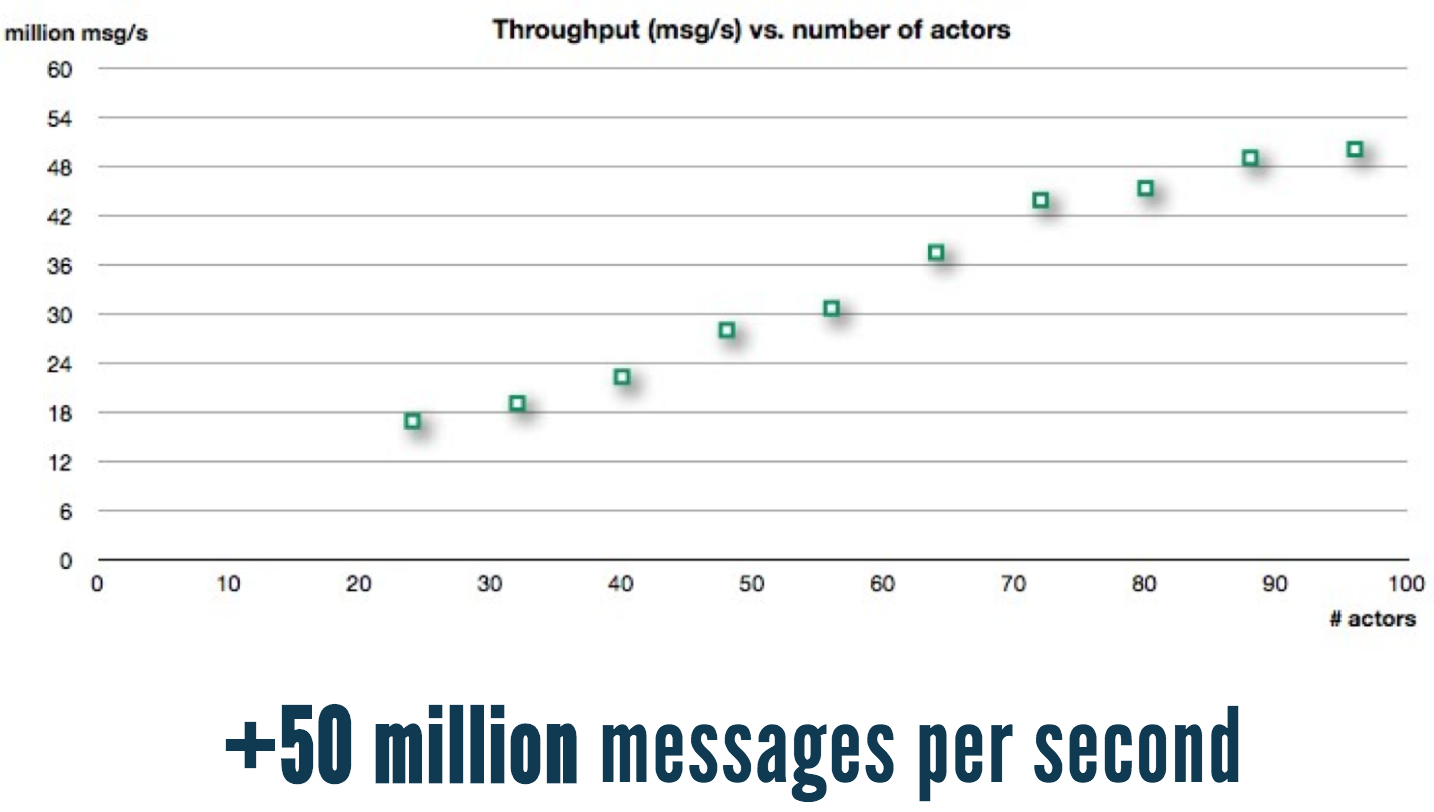 Throughput (msg/s) vs. number of actors
million msg/s
60
54
48
42
36
30
24
18
12
6
0
0 10 20 30 40 50 60 70 80 90 100
# actors
+50 million messages per second